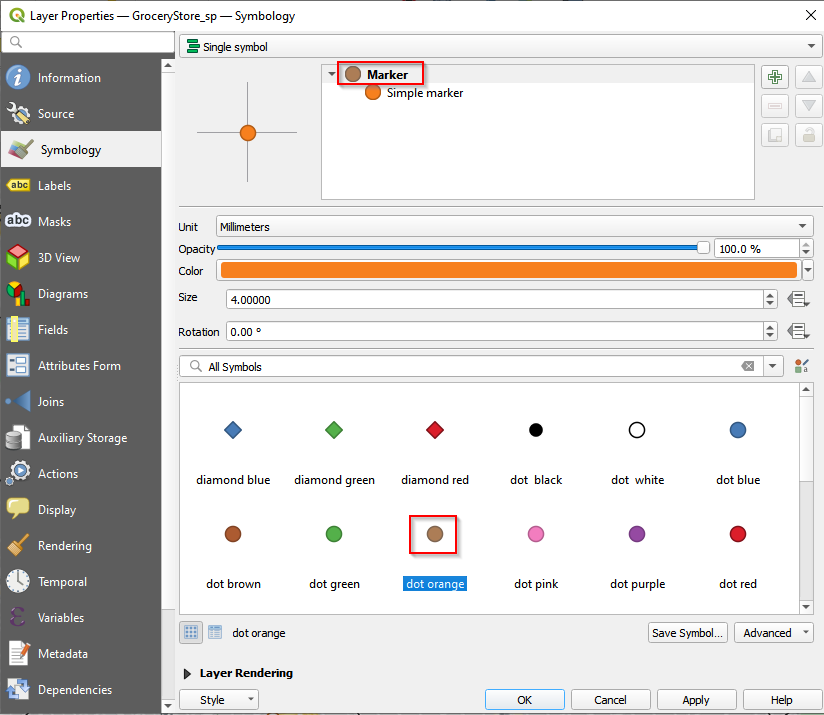 Layer Properties — GroceryStore_sp — Symbology
Single symbol
Information
Source
Symbology
abc Labels
abc Masks
3D View
Diagrams
Fields
Attributes Form
Joins
Auxiliary Storage
Actions
Display
Rendering
Temporal
Variables
Metadata
Dependencies
Marker
Simple marker
Unit Millimeters
Opacity 100.0 %
Color
Size 4.00000
Rotation 0.00 °
All Symbols
diamond blue diamond green diamond red dot  black dot  white dot blue
dot brown dot green dot orange dot pink dot purple dot red
dot orange Save Symbol... Advanced
Layer Rendering
Style OK Cancel Apply Help